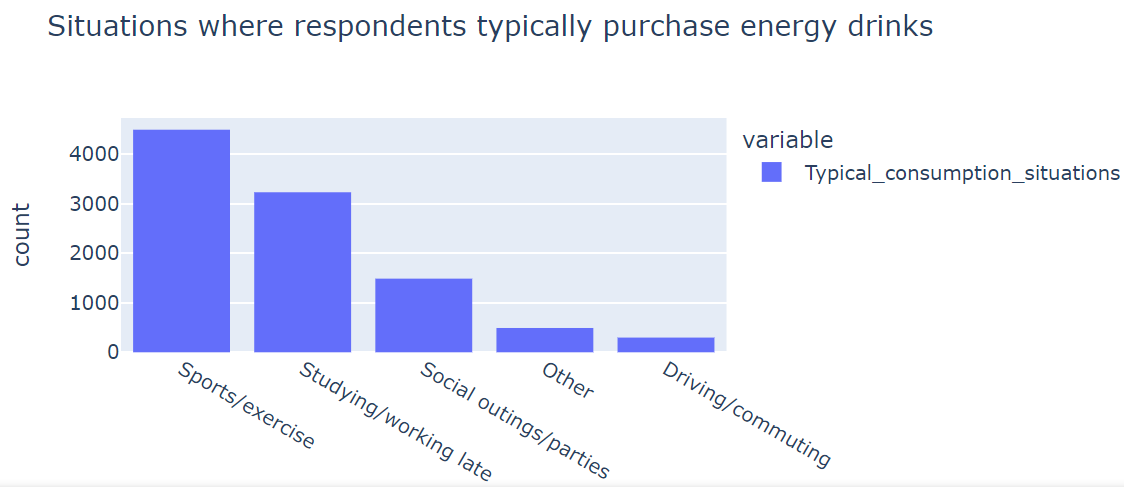 Situations where respondents typically purchase energy drinks
count
4000
3000
2000
1000
0
Sports/exercise
Studying/working late
Social outings/parties
Other
Driving/commuting
variable
Typical_consumption_situations